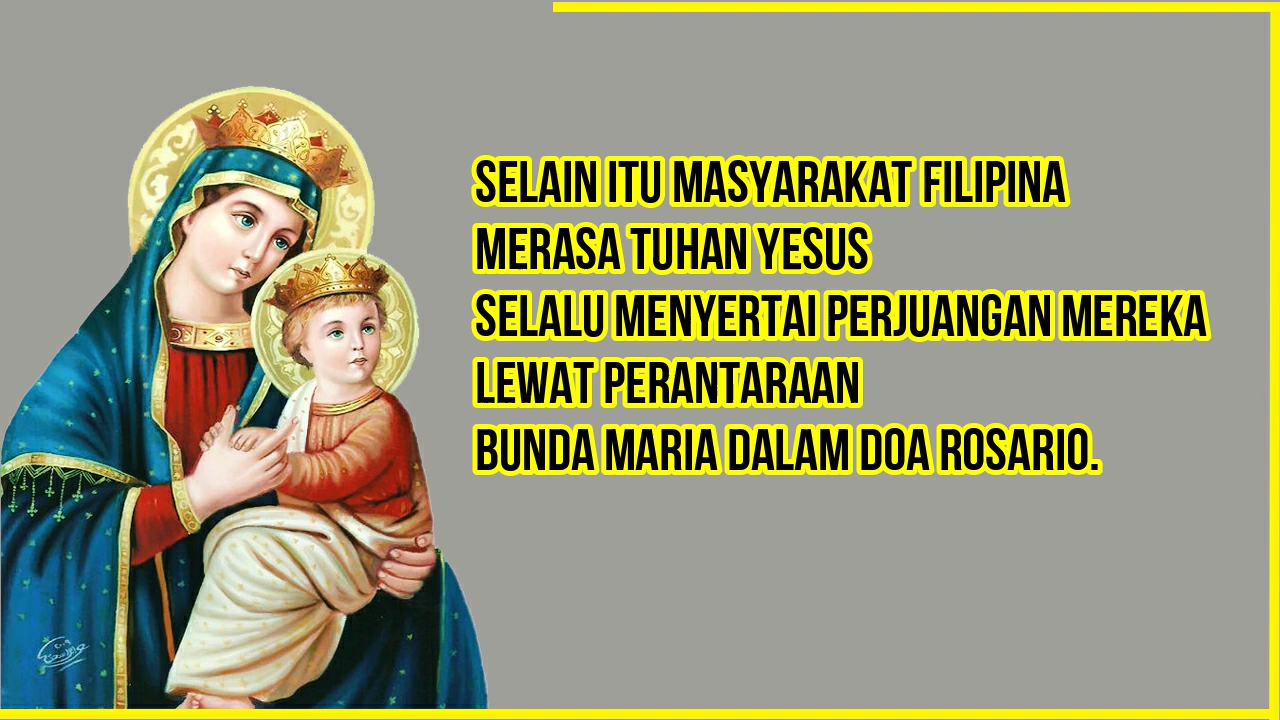 SELAIN ITU MASYARAKAT FILIPINA
MERASA TUHAN YESUS
SELALU MENYERTAI PERJUANGAN MEREKA
LEWAT PERANTARAAN
BUNDA MARIA DALAM DOA ROSARIO.